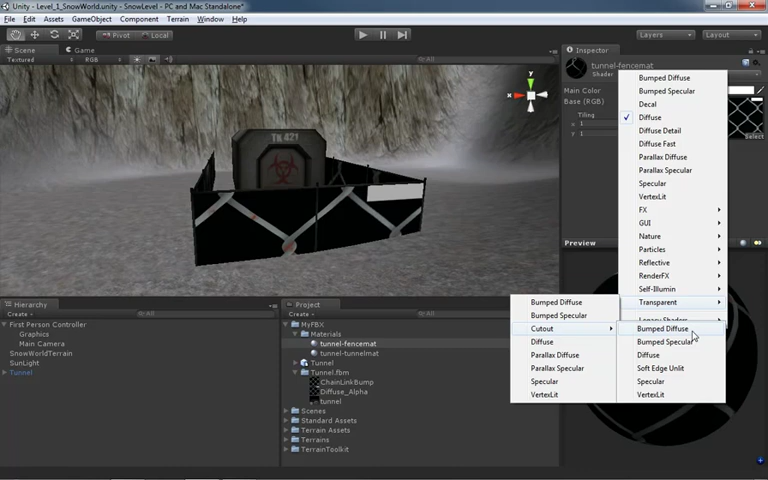 Unity - Level_1_SnowWorld.unity - SnowLevel - PC and Mac Standalone*
File Edit Assets GameObject Component Terrain Window Help
Pivot Local Layers Layout
Scene Game
Textured RGB All
TK 421
y
x
Inspector
tunnel-fencemat
Shader
Main Color
Base (RGB)
Tiling
x 1
y 1
Select
Preview
Bumped Diffuse
Bumped Specular
Decal
Diffuse
Diffuse Detail
Diffuse Fast
Parallax Diffuse
Parallax Specular
Specular
VertexLit
FX
GUI
Nature
Particles
Reflective
RenderFX
Self-Illumin
Transparent
Legacy Shaders
Bumped Diffuse
Bumped Specular
Cutout
Diffuse
Parallax Diffuse
Parallax Specular
Specular
VertexLit
Bumped Diffuse
Bumped Specular
Diffuse
Soft Edge Unlit
Specular
VertexLit
Hierarchy
Create All
First Person Controller
Graphics
Main Camera
SnowWorldTerrain
SunLight
Tunnel
Project
Create All
MyFBX
Materials
tunnel-fencemat
tunnel-tunnelmat
Tunnel
Tunnel.fbm
ChainLinkBump
Diffuse_Alpha
tunnel
Scenes
Standard Assets
Terrain Assets
Terrains
TerrainToolkit